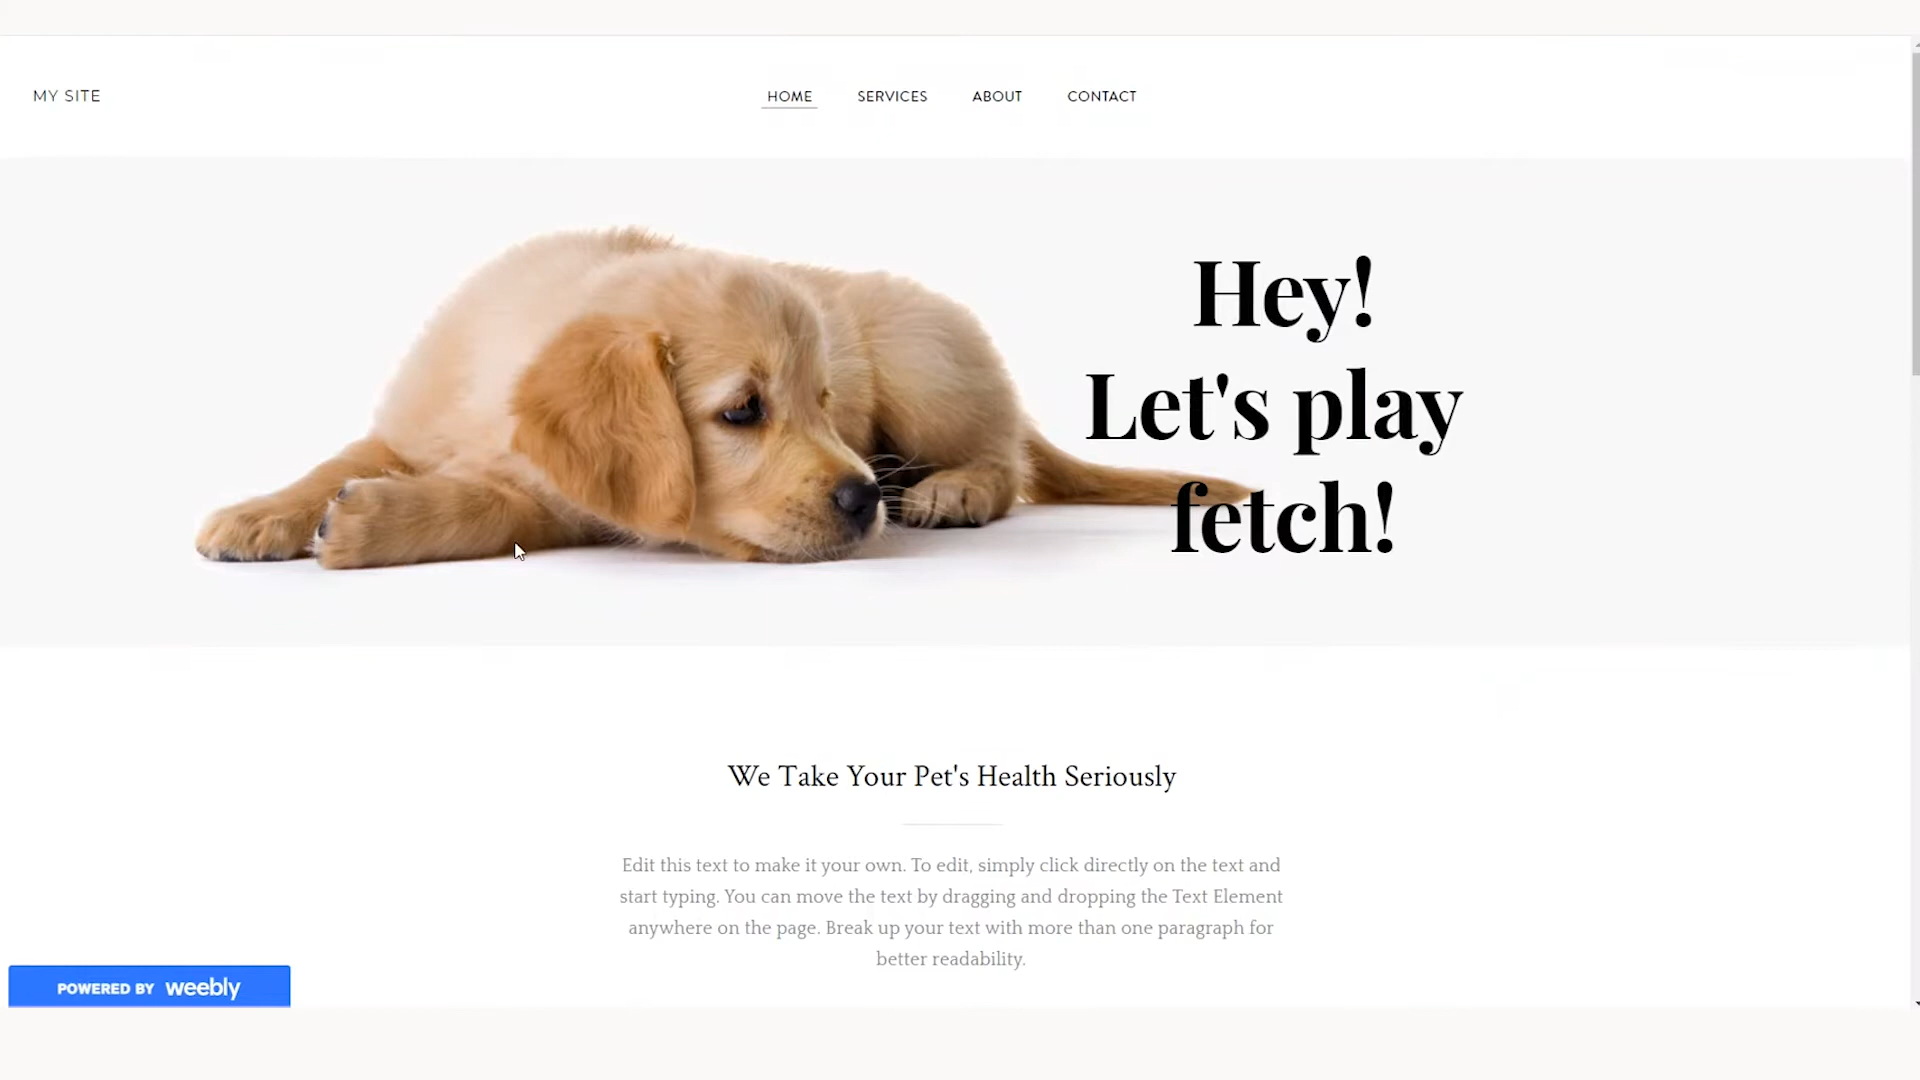 MY SITE
HOME SERVICES ABOUT CONTACT
Hey!
Let's play
fetch!
We Take Your Pet's Health Seriously
Edit this text to make it your own. To edit, simply click directly on the text and
start typing. You can move the text by dragging and dropping the Text Element
anywhere on the page. Break up your text with more than one paragraph for
better readability.
POWERED BY weebly